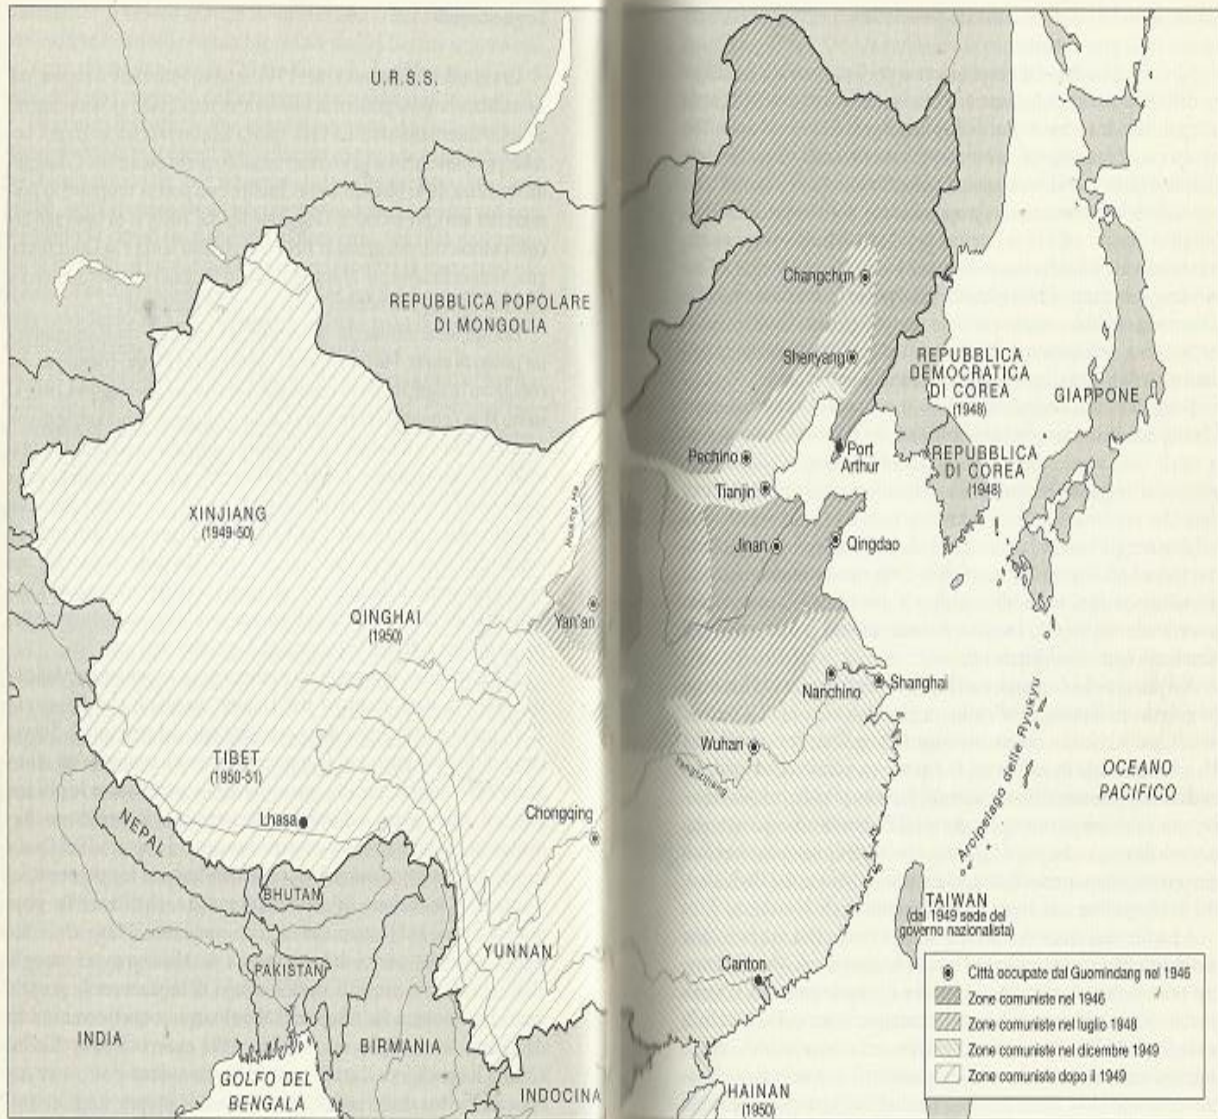 U.R.S.S.
REPUBBLICA POPOLARE
DI MONGOLIA
Changchun
Shenyang
REPUBBLICA
DEMOCRATICA
DI COREA
(1948)
GIAPPONE
Pechino
Port
Arthur
REPUBBLICA
DI COREA
(1948)
Tianjin
XINJIANG
(1949-50)
Hoang Ho
Jinan
Qingdao
QINGHAI
(1950)
Yan'an
Nanchino
Shanghai
Wuhan
Yangzijiang
TIBET
(1950-51)
Lhasa
Chongqing
Arcipelago delle Ryukyu
OCEANO
PACIFICO
NEPAL
BHUTAN
TAIWAN
(dal 1949 sede del
governo nazionalista)
YUNNAN
PAKISTAN
Canton
INDIA
BIRMANIA
GOLFO DEL
BENGALA
INDOCINA
HAINAN
(1950)
Città occupate dal Guomindang nel 1946
Zone comuniste nel 1946
Zone comuniste nel luglio 1948
Zone comuniste nel dicembre 1949
Zone comuniste dopo il 1949